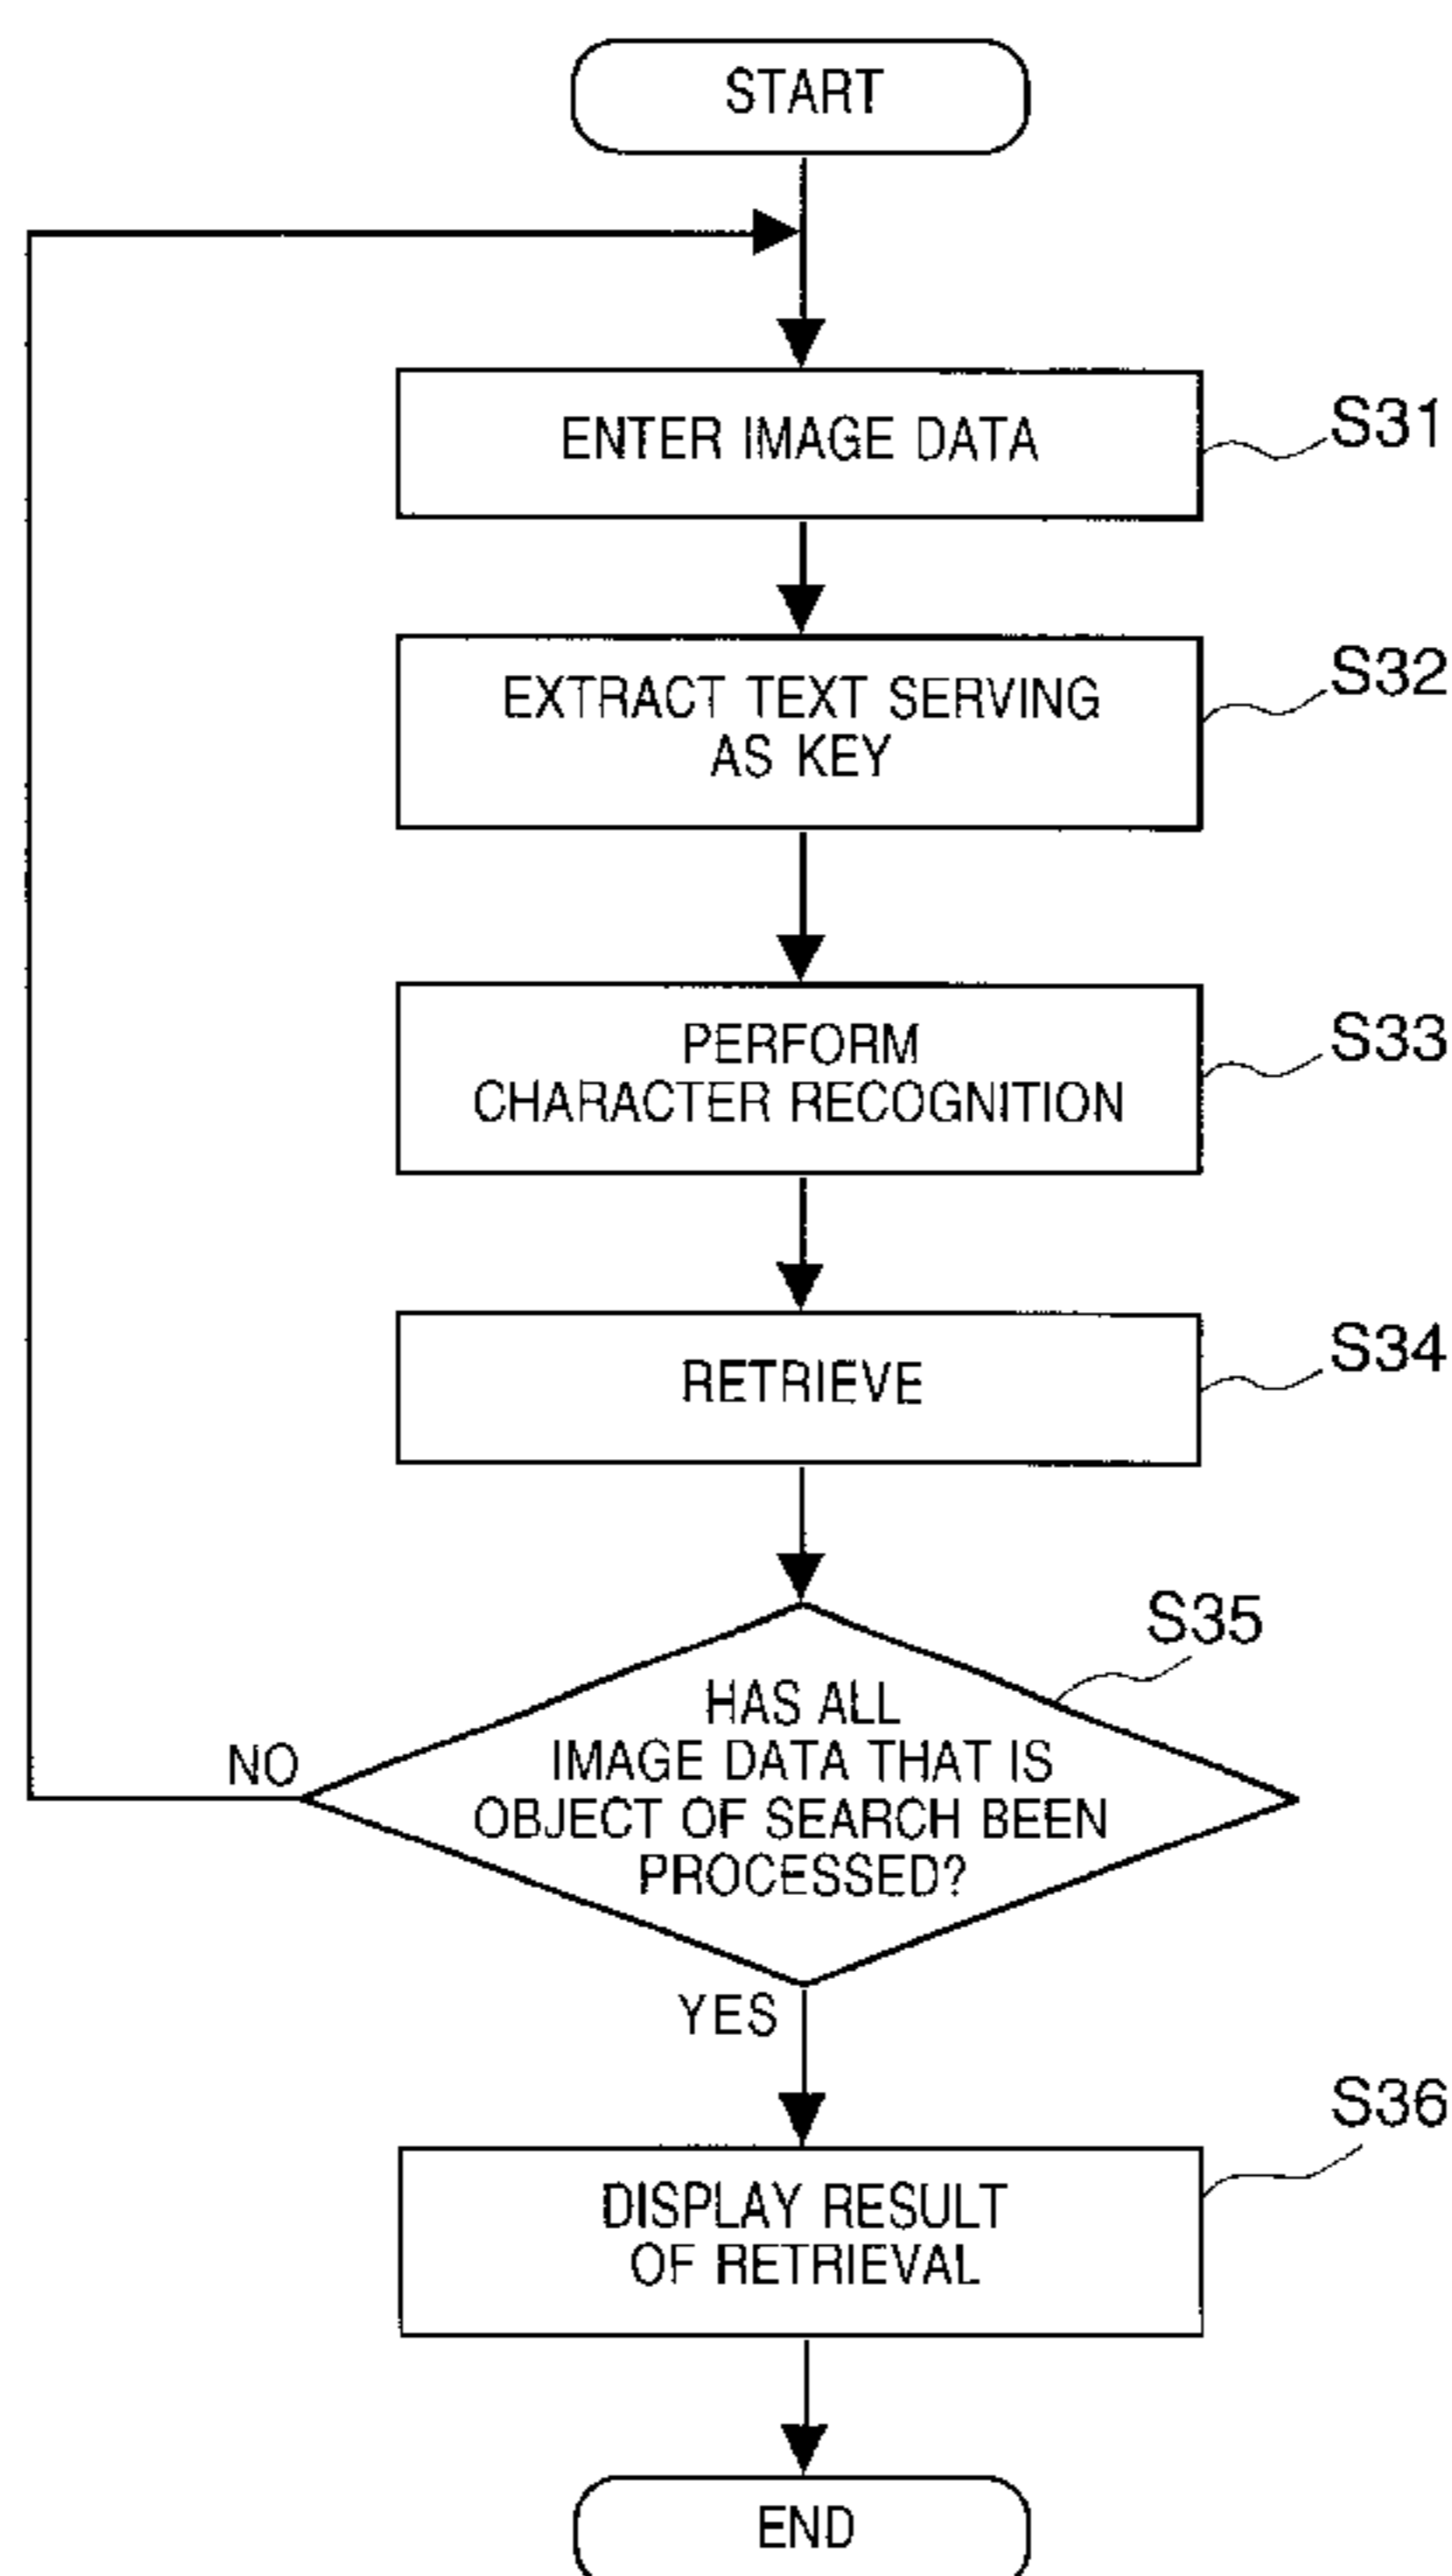 START
ENTER IMAGE DATA
S31
EXTRACT TEXT SERVING
AS KEY
S32
PERFORM
CHARACTER RECOGNITION
S33
RETRIEVE
S34
S35
HAS ALL
IMAGE DATA THAT IS
OBJECT OF SEARCH BEEN
PROCESSED?
NO
YES
S36
DISPLAY RESULT
OF RETRIEVAL
END